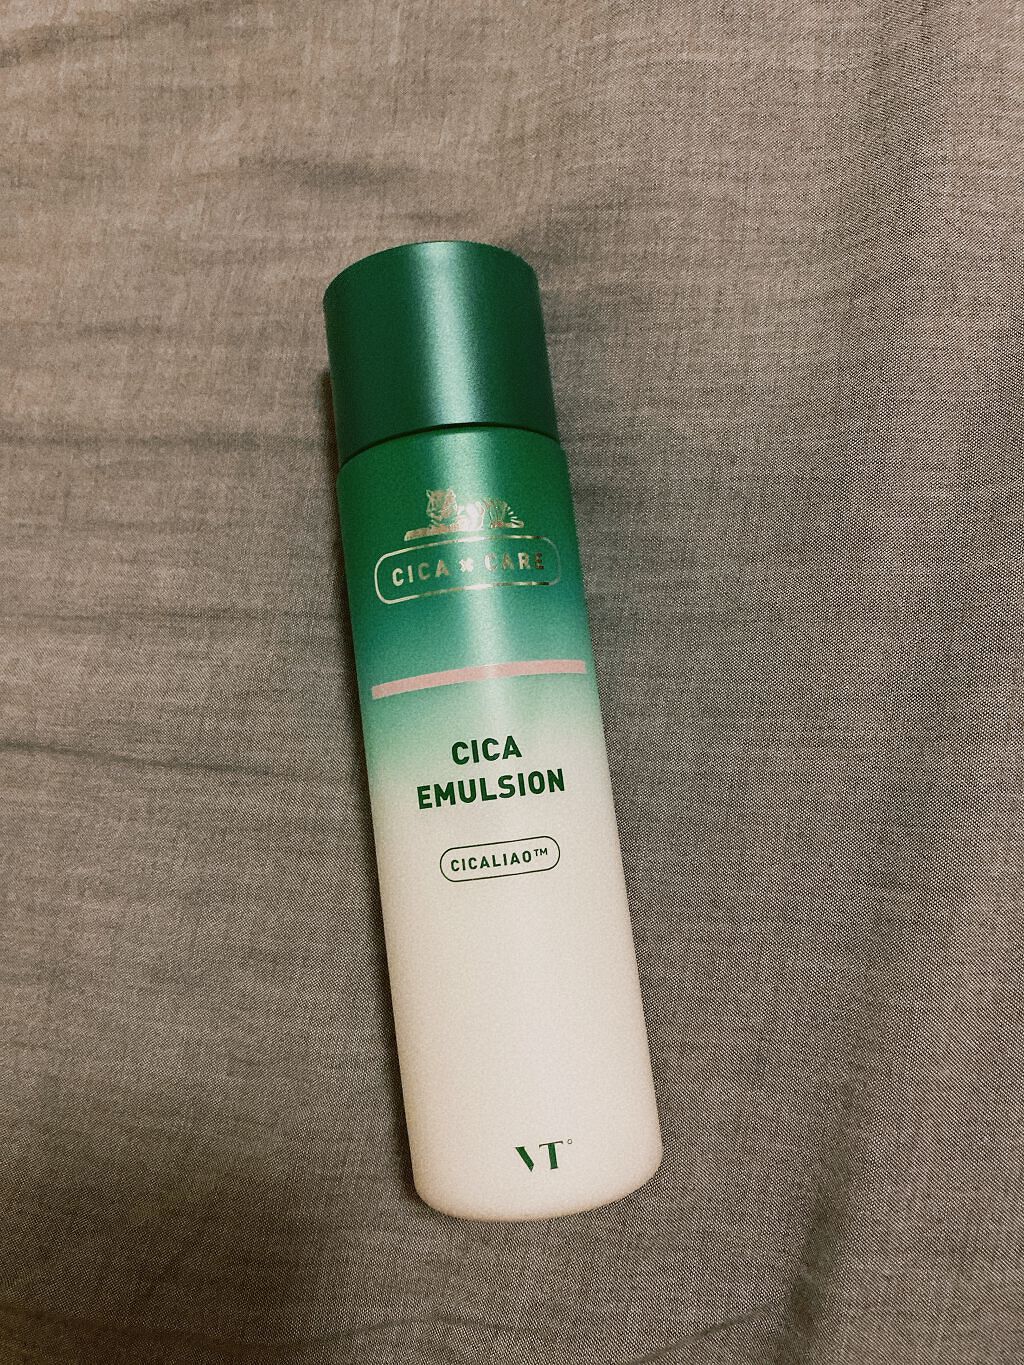 CICA × CARE
CICA
EMULSION
CICALIAO™
VT